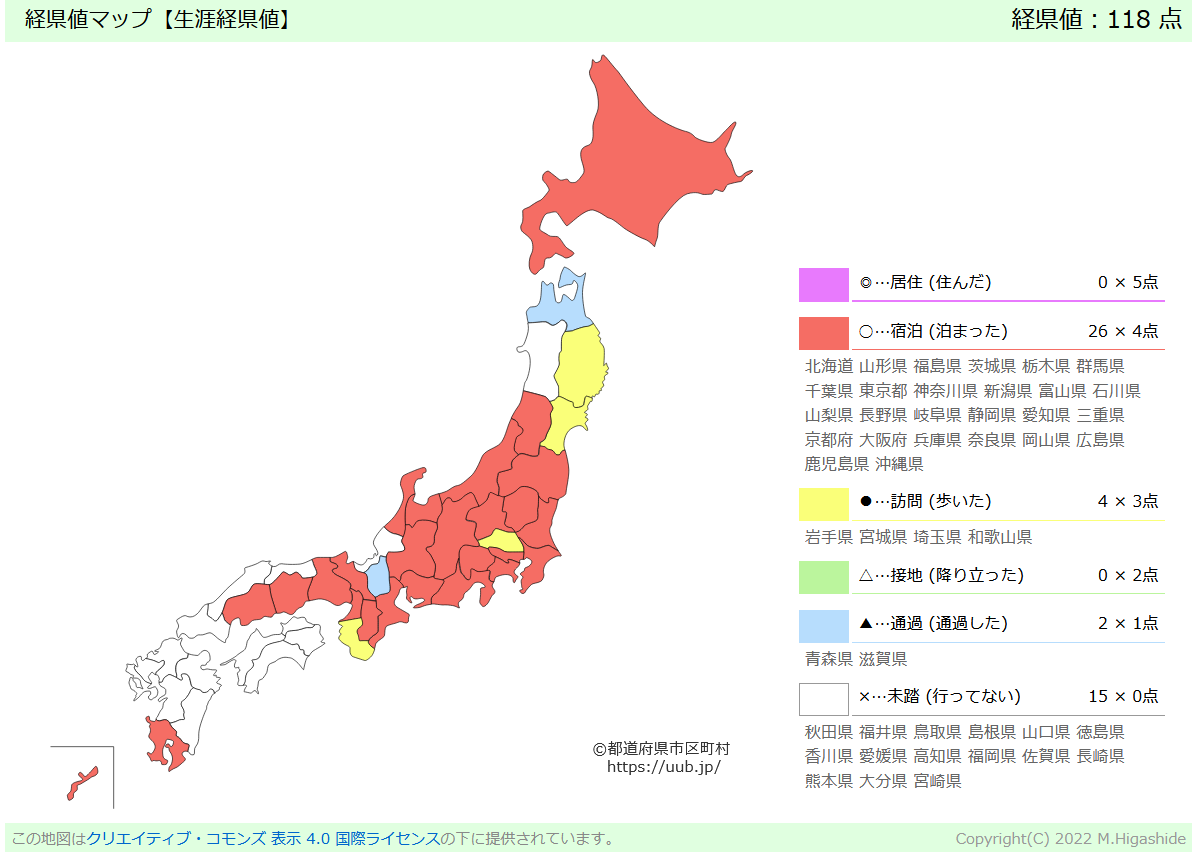 経県値マップ【生涯経県値】
経県値：118 点
◎…居住 (住んだ) 0 × 5点
○…宿泊 (泊まった) 26 × 4点
北海道 山形県 福島県 茨城県 栃木県 群馬県
千葉県 東京都 神奈川県 新潟県 富山県 石川県
山梨県 長野県 岐阜県 静岡県 愛知県 三重県
京都府 大阪府 兵庫県 奈良県 岡山県 広島県
鹿児島県 沖縄県
●…訪問 (歩いた) 4 × 3点
岩手県 宮城県 埼玉県 和歌山県
△…接地 (降り立った) 0 × 2点
▲…通過 (通過した) 2 × 1点
青森県 滋賀県
×…未踏 (行ってない) 15 × 0点
秋田県 福井県 鳥取県 島根県 山口県 徳島県
香川県 愛媛県 高知県 福岡県 佐賀県 長崎県
熊本県 大分県 宮崎県
©都道府県市区町村
https://uub.jp/
この地図はクリエイティブ・コモンズ 表示 4.0 国際ライセンスの下に提供されています。
Copyright(C) 2022 M.Higashide